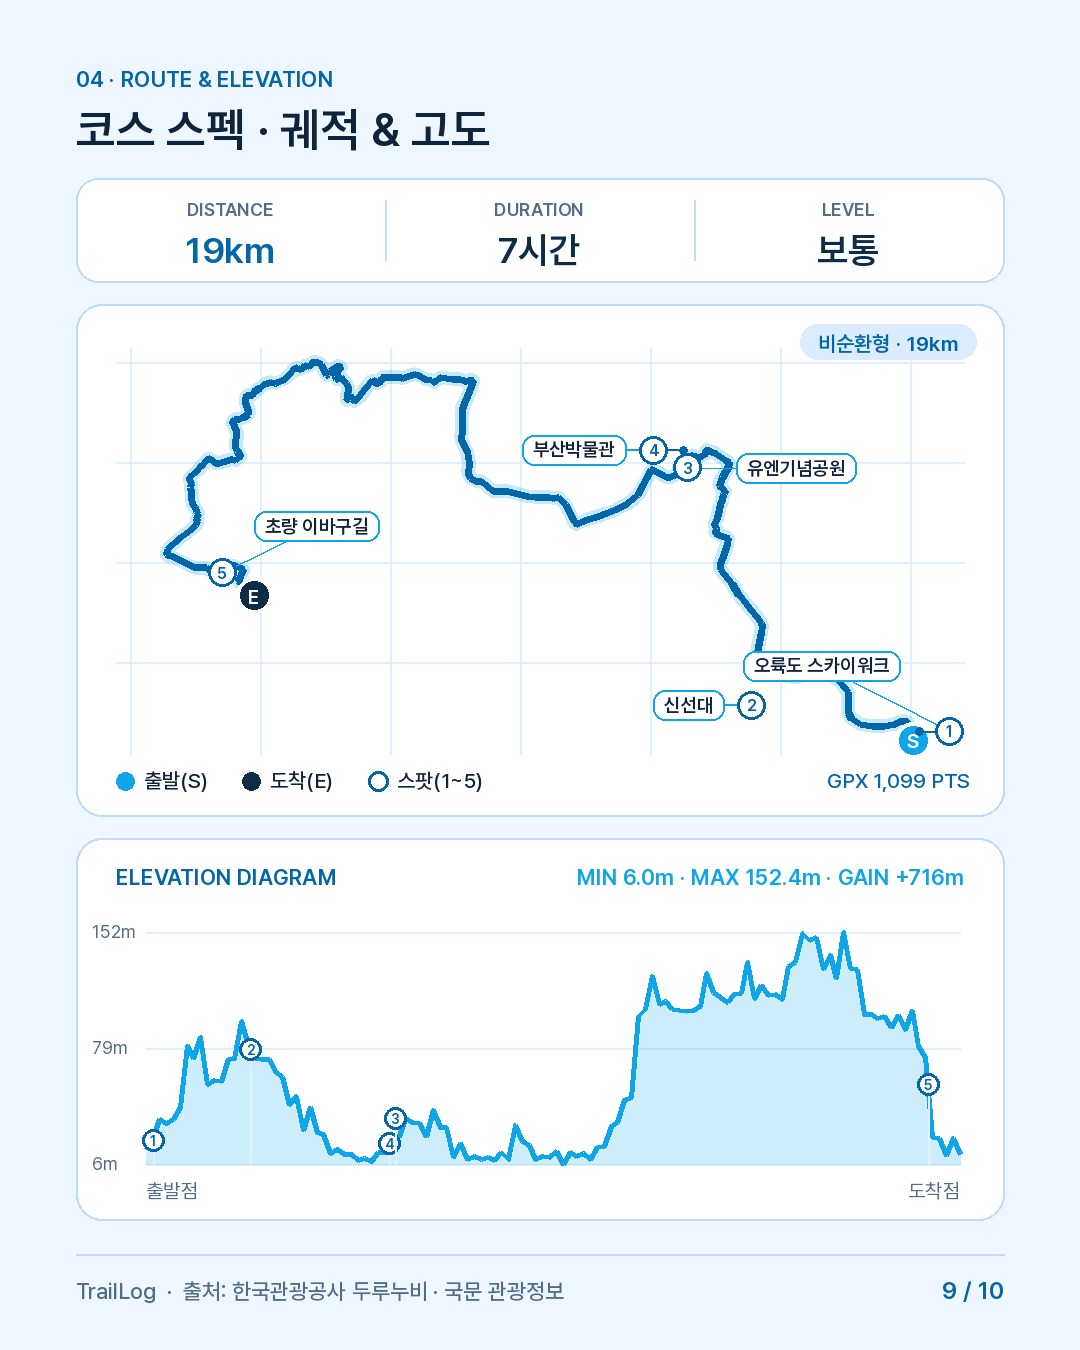 04 · ROUTE & ELEVATION
코스 스펙 · 궤적 & 고도
DISTANCE
19km
DURATION
7시간
LEVEL
보통
비순환형 · 19km
부산박물관
4
3
유엔기념공원
초량 이바구길
5
E
오륙도 스카이워크
신선대
2
1
S
출발(S)
도착(E)
스팟(1~5)
GPX 1,099 PTS
ELEVATION DIAGRAM
MIN 6.0m · MAX 152.4m · GAIN +716m
152m
79m
6m
1
2
3
4
5
출발점
도착점
TrailLog · 출처: 한국관광공사 두루누비 · 국문 관광정보
9 / 10